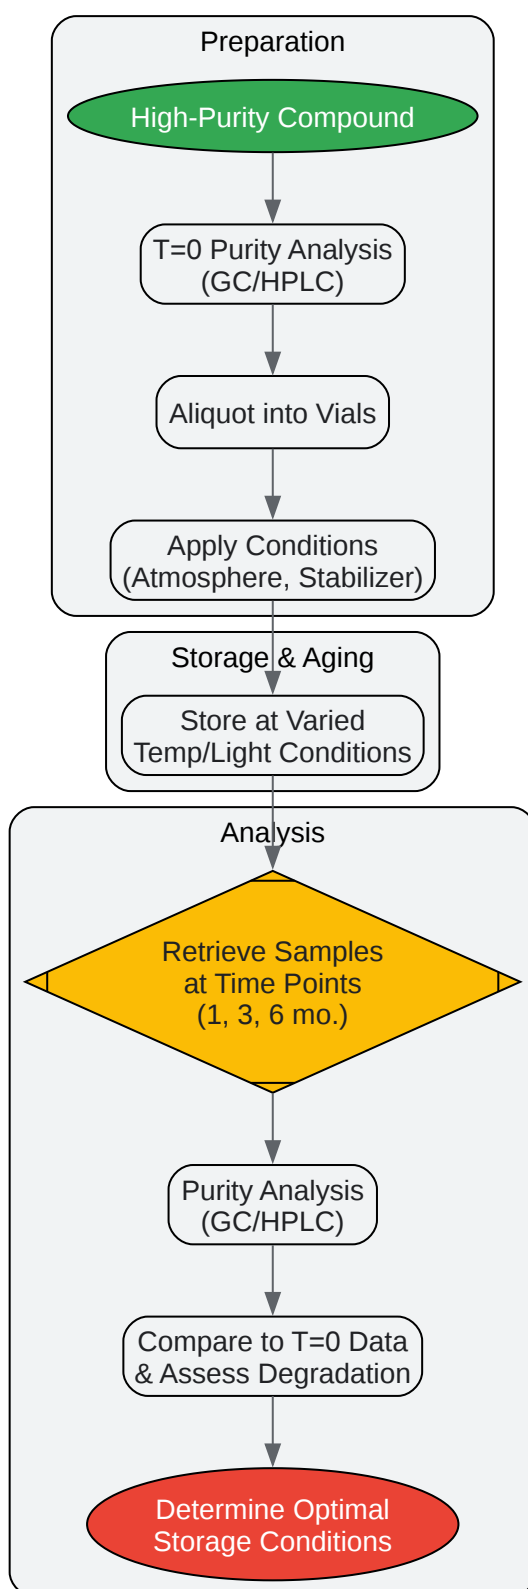 Preparation
High-Purity Compound
T=0 Purity Analysis
(GC/HPLC)
Aliquot into Vials
Apply Conditions
(Atmosphere, Stabilizer)
Storage & Aging
Store at Varied
Temp/Light Conditions
Analysis
Retrieve Samples
at Time Points
(1, 3, 6 mo.)
Purity Analysis
(GC/HPLC)
Compare to T=0 Data
& Assess Degradation
Determine Optimal
Storage Conditions